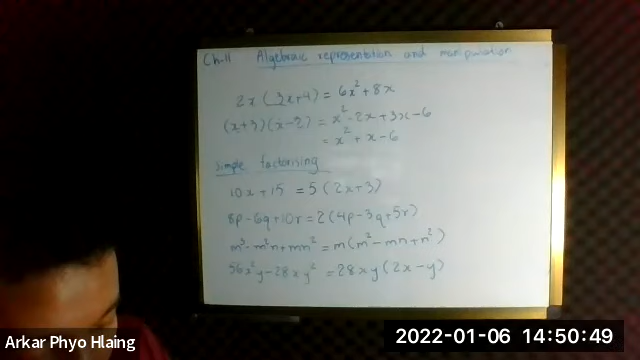 Ch-11 Algebraic representation and manipulation
2x (3x+4) = 6x² + 8x
(x+3)(x-2) = x² - 2x + 3x - 6
= x² + x - 6
Simple factorising
10x + 15 = 5 (2x+3)
8p - 6q + 10r = 2(4p - 3q + 5r)
m³ - m²n + mn² = m(m² - mn + n²)
56x²y - 28xy² = 28xy(2x - y)
Arkar Phyo Hlaing
2022-01-06 14:50:49